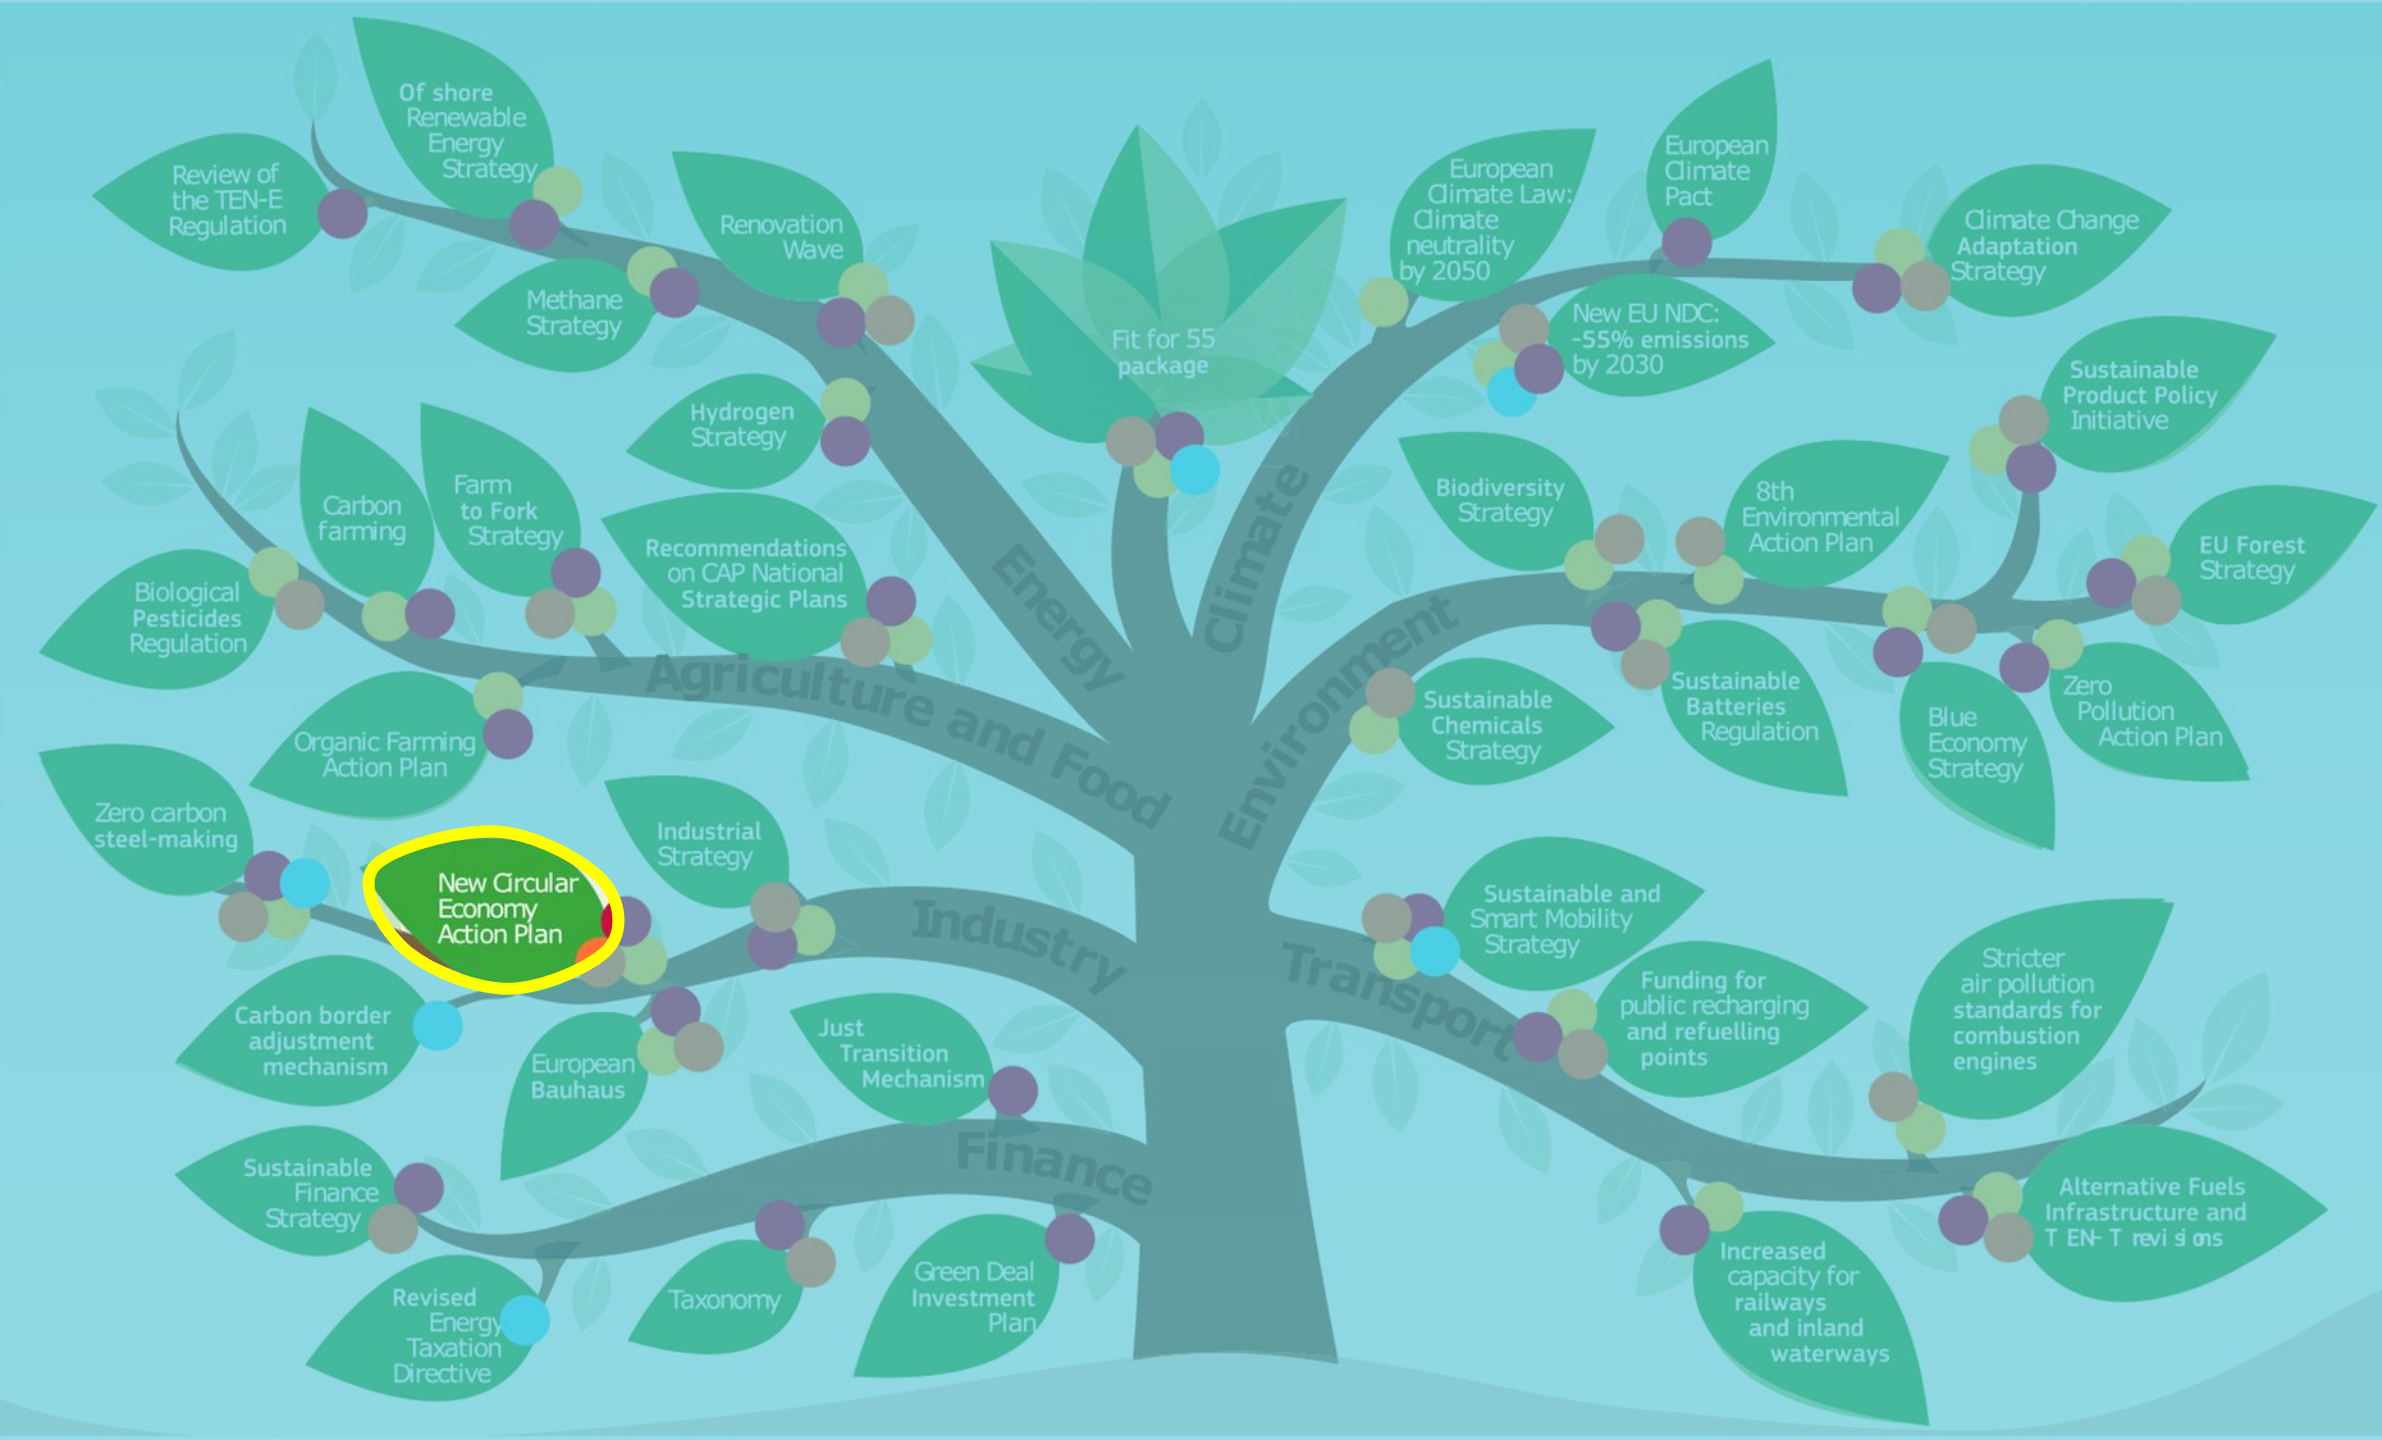 Of shore
Renewable
Energy
Strategy
Review of
the TEN-E
Regulation
Renovation
Wave
Methane
Strategy
Hydrogen
Strategy
Fit for 55
package
European
Climate Law:
Climate
neutrality
by 2050
European
Climate
Pact
Climate Change
Adaptation
Strategy
New EU NDC:
-55% emissions
by 2030
Sustainable
Product Policy
Initiative
Carbon
farming
Farm
to Fork
Strategy
Recommendations
on CAP National
Strategic Plans
Biological
Pesticides
Regulation
Organic Farming
Action Plan
Energy
Climate
Agriculture and Food
Environment
Biodiversity
Strategy
8th
Environmental
Action Plan
EU Forest
Strategy
Sustainable
Chemicals
Strategy
Sustainable
Batteries
Regulation
Blue
Economy
Strategy
Zero
Pollution
Action Plan
Zero carbon
steel-making
New Circular
Economy
Action Plan
Industrial
Strategy
Industry
Carbon border
adjustment
mechanism
European
Bauhaus
Just
Transition
Mechanism
Transport
Sustainable and
Smart Mobility
Strategy
Funding for
public recharging
and refuelling
points
Stricter
air pollution
standards for
combustion
engines
Finance
Sustainable
Finance
Strategy
Revised
Energy
Taxation
Directive
Taxonomy
Green Deal
Investment
Plan
Increased
capacity for
railways
and inland
waterways
Alternative Fuels
Infrastructure and
T EN- T revi si ons